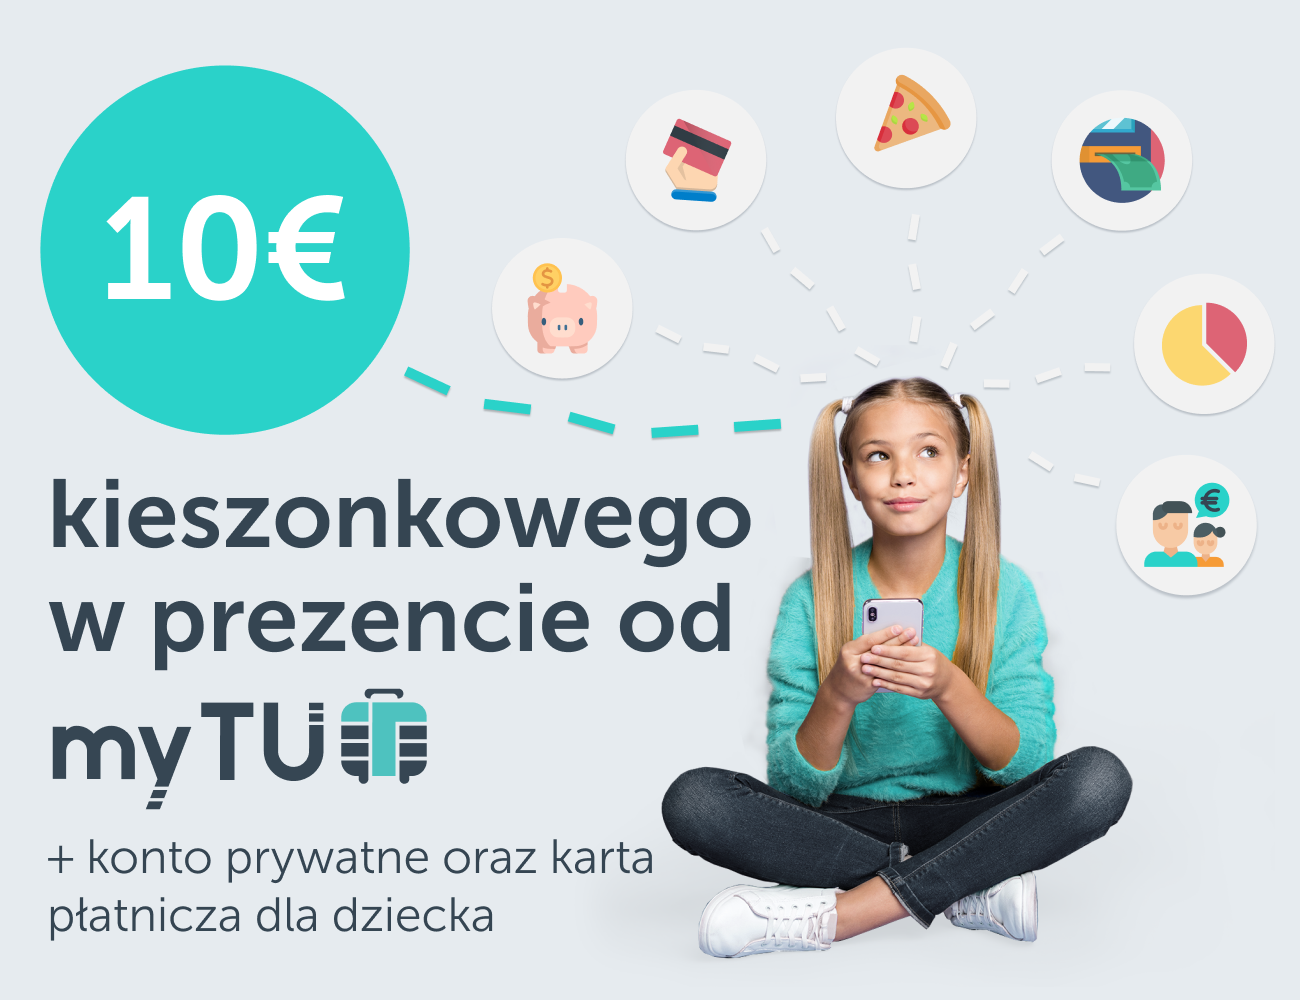 10€
kieszonkowego
w prezencie od
myTU
+ konto prywatne oraz karta
płatnicza dla dziecka